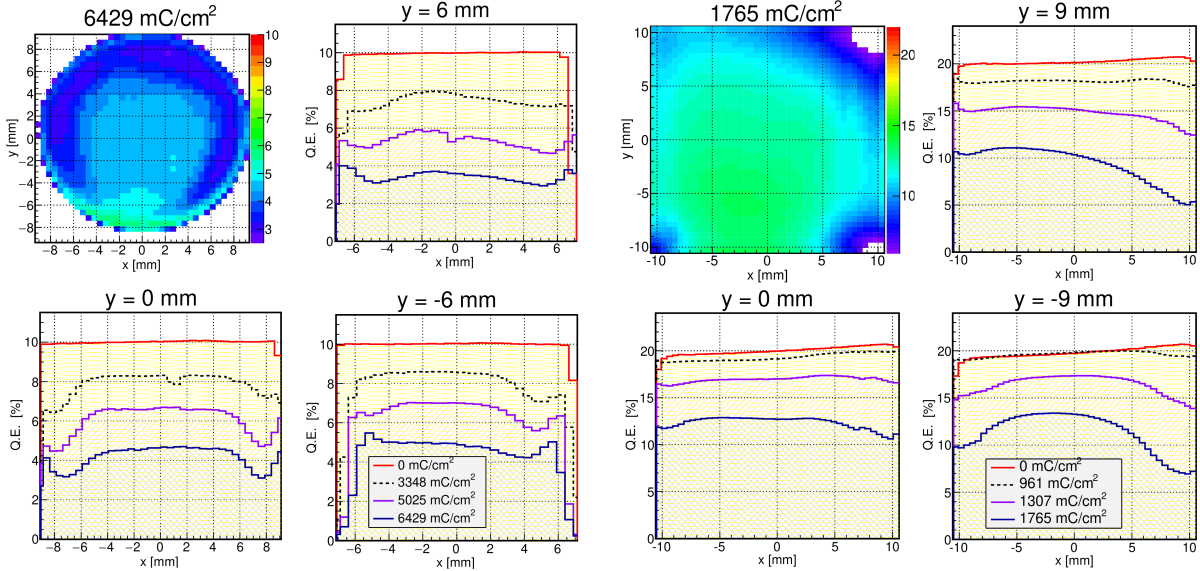 6429 mC/cm²
y [mm]
8
6
4
2
0
−2
−4
−6
−8
−8 −6 −4 −2 0 2 4 6 8
x [mm]
10
9
8
7
6
5
4
3
y = 6 mm
Q.E. [%]
10
8
6
4
2
0
−6 −4 −2 0 2 4 6
x [mm]
1765 mC/cm²
y [mm]
10
5
0
-5
-10
-10 -5 0 5 10
x [mm]
20
15
10
y = 9 mm
Q.E. [%]
20
15
10
5
0
-10 -5 0 5 10
x [mm]
y = 0 mm
Q.E. [%]
10
8
6
4
2
0
−8 −6 −4 −2 0 2 4 6 8
x [mm]
y = -6 mm
Q.E. [%]
10
8
6
4
2
0
−6 −4 −2 0 2 4 6
x [mm]
0 mC/cm²
3348 mC/cm²
5025 mC/cm²
6429 mC/cm²
y = 0 mm
Q.E. [%]
20
15
10
5
0
-10 -5 0 5 10
x [mm]
y = -9 mm
Q.E. [%]
20
15
10
5
0
-10 -5 0 5 10
x [mm]
0 mC/cm²
961 mC/cm²
1307 mC/cm²
1765 mC/cm²